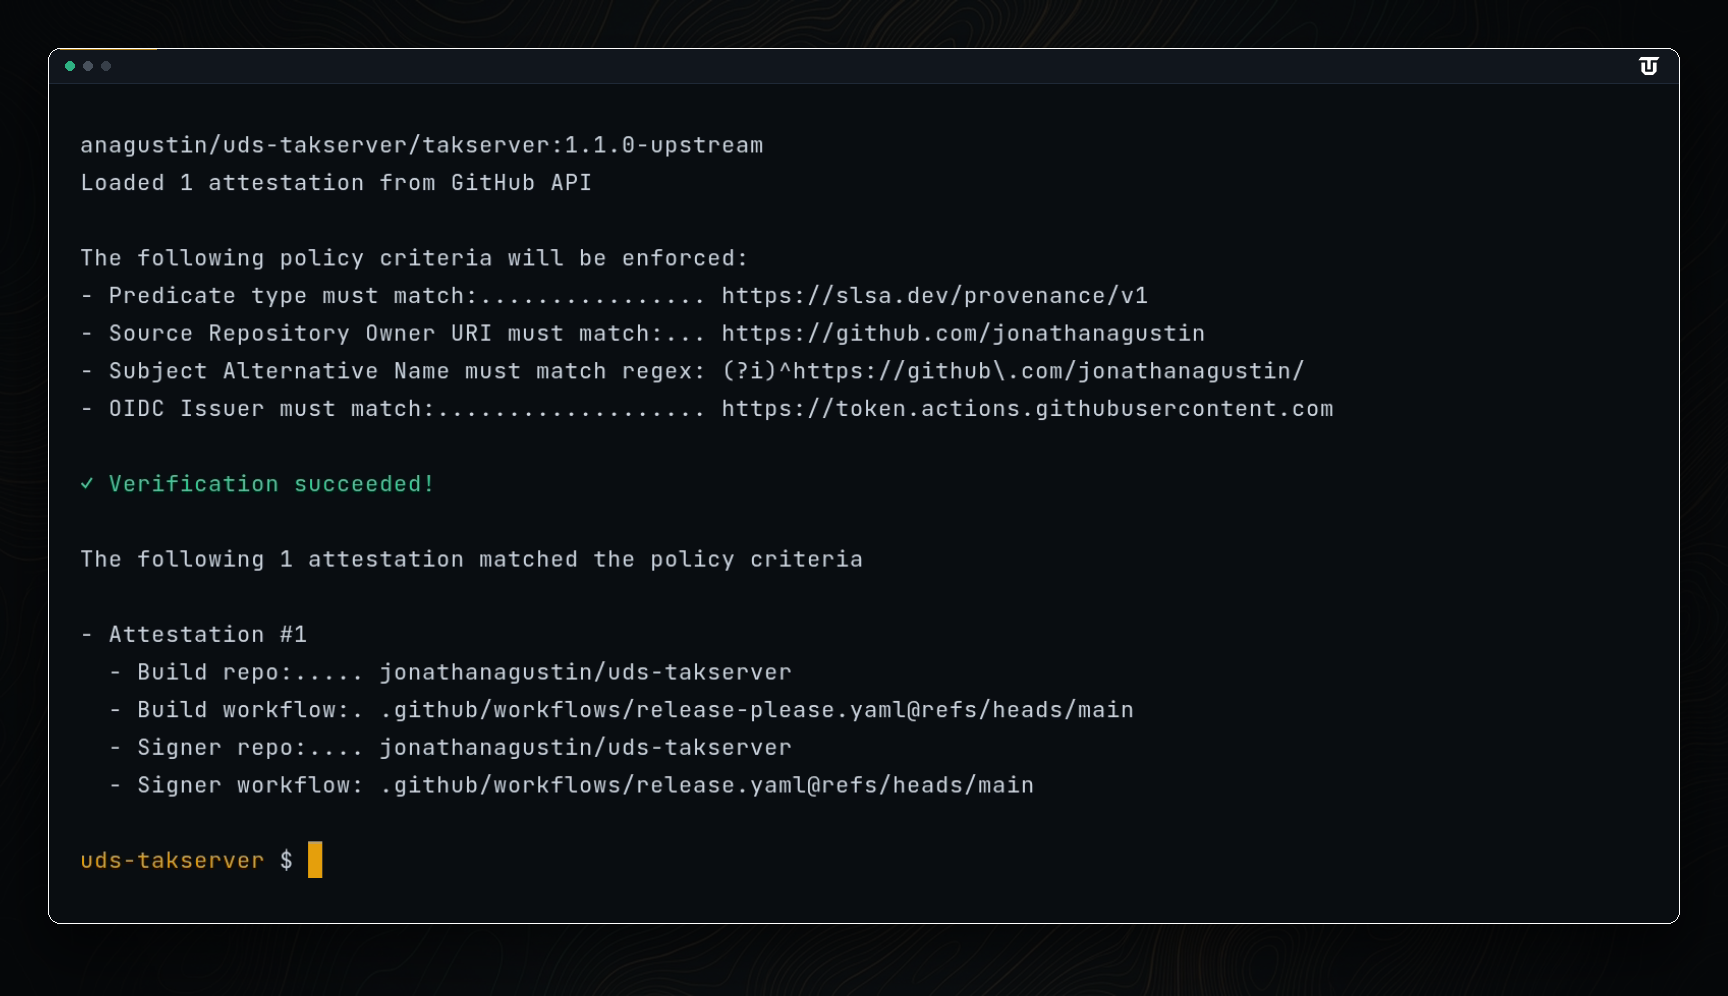 anagustin/uds-takserver/takserver:1.1.0-upstream
Loaded 1 attestation from GitHub API
The following policy criteria will be enforced:
- Predicate type must match:................ https://slsa.dev/provenance/v1
- Source Repository Owner URI must match:... https://github.com/jonathanagustin
- Subject Alternative Name must match regex: (?i)^https://github\.com/jonathanagustin/
- OIDC Issuer must match:................... https://token.actions.githubusercontent.com
✓ Verification succeeded!
The following 1 attestation matched the policy criteria
- Attestation #1
  - Build repo:..... jonathanagustin/uds-takserver
  - Build workflow:. .github/workflows/release-please.yaml@refs/heads/main
  - Signer repo:.... jonathanagustin/uds-takserver
  - Signer workflow: .github/workflows/release.yaml@refs/heads/main
uds-takserver $